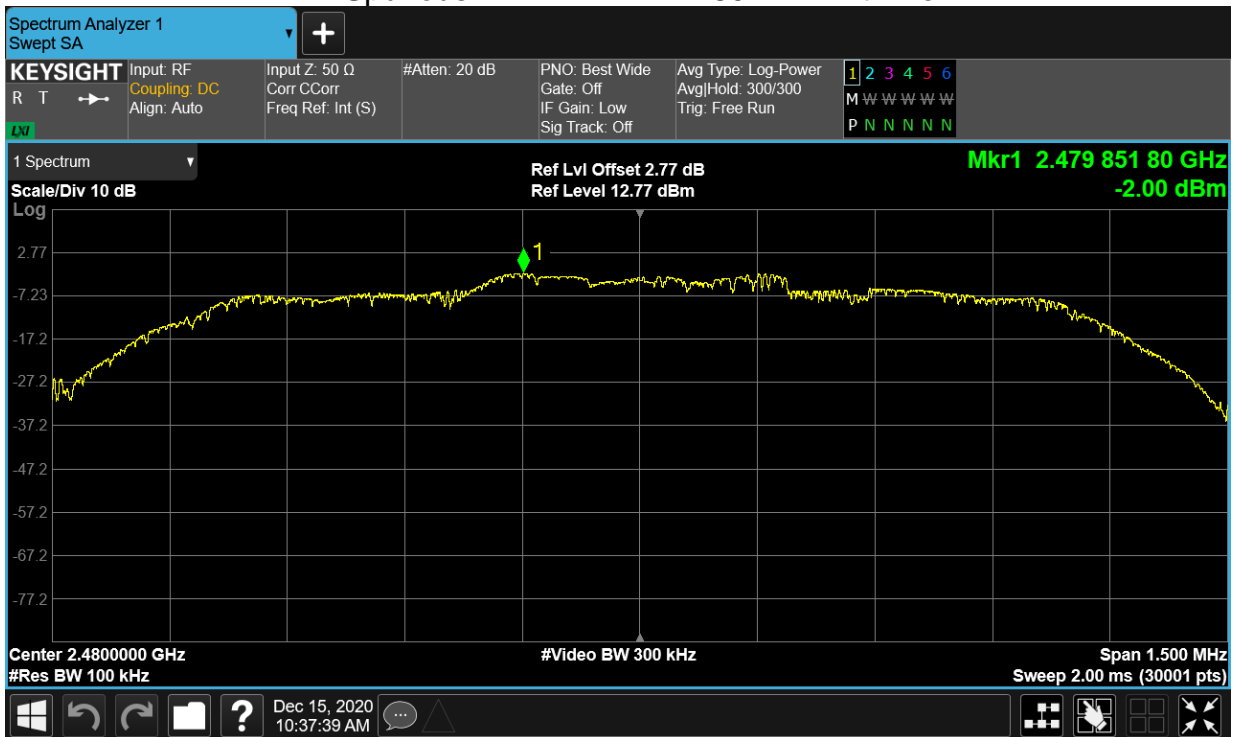 Spectrum Analyzer 1
Swept SA
KEYSIGHT
R T
LXI
Input: RF
Coupling: DC
Align: Auto
Input Z: 50 Ω
Corr CCorr
Freq Ref: Int (S)
#Atten: 20 dB
PNO: Best Wide
Gate: Off
IF Gain: Low
Sig Track: Off
Avg Type: Log-Power
Avg|Hold: 300/300
Trig: Free Run
1 2 3 4 5 6
M W W W W W
P N N N N N
1 Spectrum
Scale/Div 10 dB
Log
Ref Lvl Offset 2.77 dB
Ref Level 12.77 dBm
Mkr1 2.479 851 80 GHz
-2.00 dBm
1
2.77
-7.23
-17.2
-27.2
-37.2
-47.2
-57.2
-67.2
-77.2
Center 2.4800000 GHz
#Res BW 100 kHz
#Video BW 300 kHz
Span 1.500 MHz
Sweep 2.00 ms (30001 pts)
?
Dec 15, 2020
10:37:39 AM